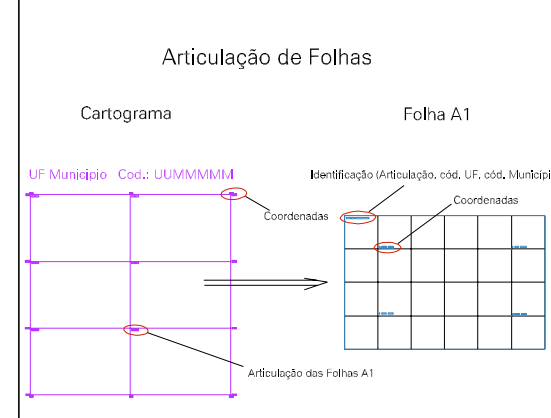 Articulação de Folhas
Cartograma
Folha A1
UF Municipio Cod.: UUMMMMM
Identificação (Articulação, cód. UF, cód. Municípi
Coordenadas
Coordenadas
Articulação das Folhas A1